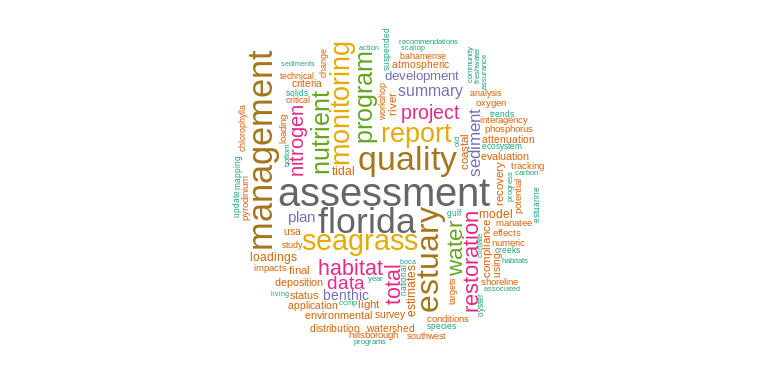 recommendations
scallop
action
suspended
bahamense
atmospheric
sediments
technical
criteria
solids
critical
change
monitoring
program
development
summary
community
freshwater
assurance
analysis
oxygen
trends
interagency
phosphorus
attenuation
ecosystem
evaluation
tracking
carbon
management
chlorophylla
loading
nitrogen
nutrient
bottom
workshop
river
project
report
tidal
quality
old
coastal
sediment
recovery
progress
potential
estuarine
mapping
update
pyrodinium
assessment
plan
florida
usa
study
seagrass
gulf
model
manatee
effects
numeric
creeks
habitats
water
estuary
restoration
climate
compliance
using
loadings
impacts
final
habitat
boca
national
total
data
year
deposition
living
status
benthic
ccmp
light
estimates
targets
shoreline
associated
oyster
application
environmental
survey
conditions
species
distribution
watershed
hillsborough
programs
southwest